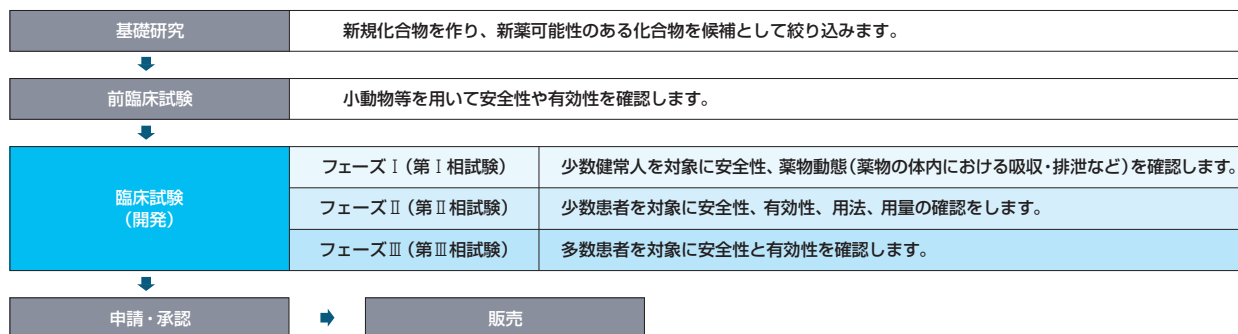 基礎研究
新規化合物を作り、新薬可能性のある化合物を候補として絞り込みます。
前臨床試験
小動物等を用いて安全性や有効性を確認します。
臨床試験
（開発）
フェーズⅠ（第Ⅰ相試験）
少数健常人を対象に安全性、薬物動態（薬物の体内における吸収・排泄など）を確認します。
フェーズⅡ（第Ⅱ相試験）
少数患者を対象に安全性、有効性、用法、用量の確認をします。
フェーズⅢ（第Ⅲ相試験）
多数患者を対象に安全性と有効性を確認します。
申請・承認
販売